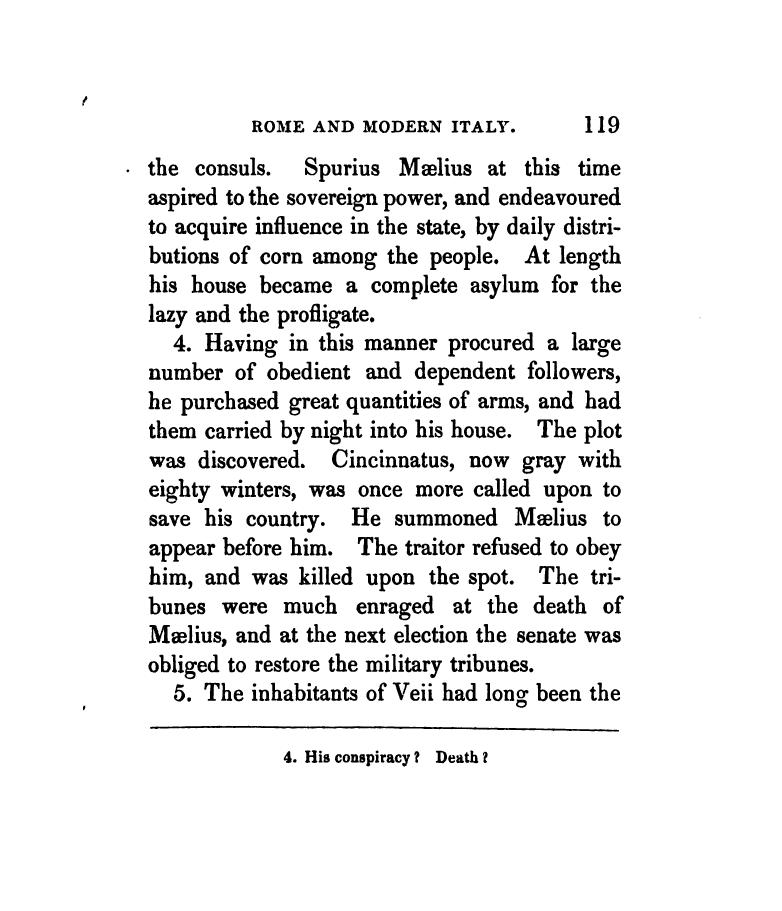 ROME AND MODERN ITALY. 119
the consuls. Spurius Mælius at this time
aspired to the sovereign power, and endeavoured
to acquire influence in the state, by daily distri-
butions of corn among the people. At length
his house became a complete asylum for the
lazy and the profligate.
4. Having in this manner procured a large
number of obedient and dependent followers,
he purchased great quantities of arms, and had
them carried by night into his house. The plot
was discovered. Cincinnatus, now gray with
eighty winters, was once more called upon to
save his country. He summoned Mælius to
appear before him. The traitor refused to obey
him, and was killed upon the spot. The tri-
bunes were much enraged at the death of
Mælius, and at the next election the senate was
obliged to restore the military tribunes.
5. The inhabitants of Veii had long been the
4. His conspiracy? Death?